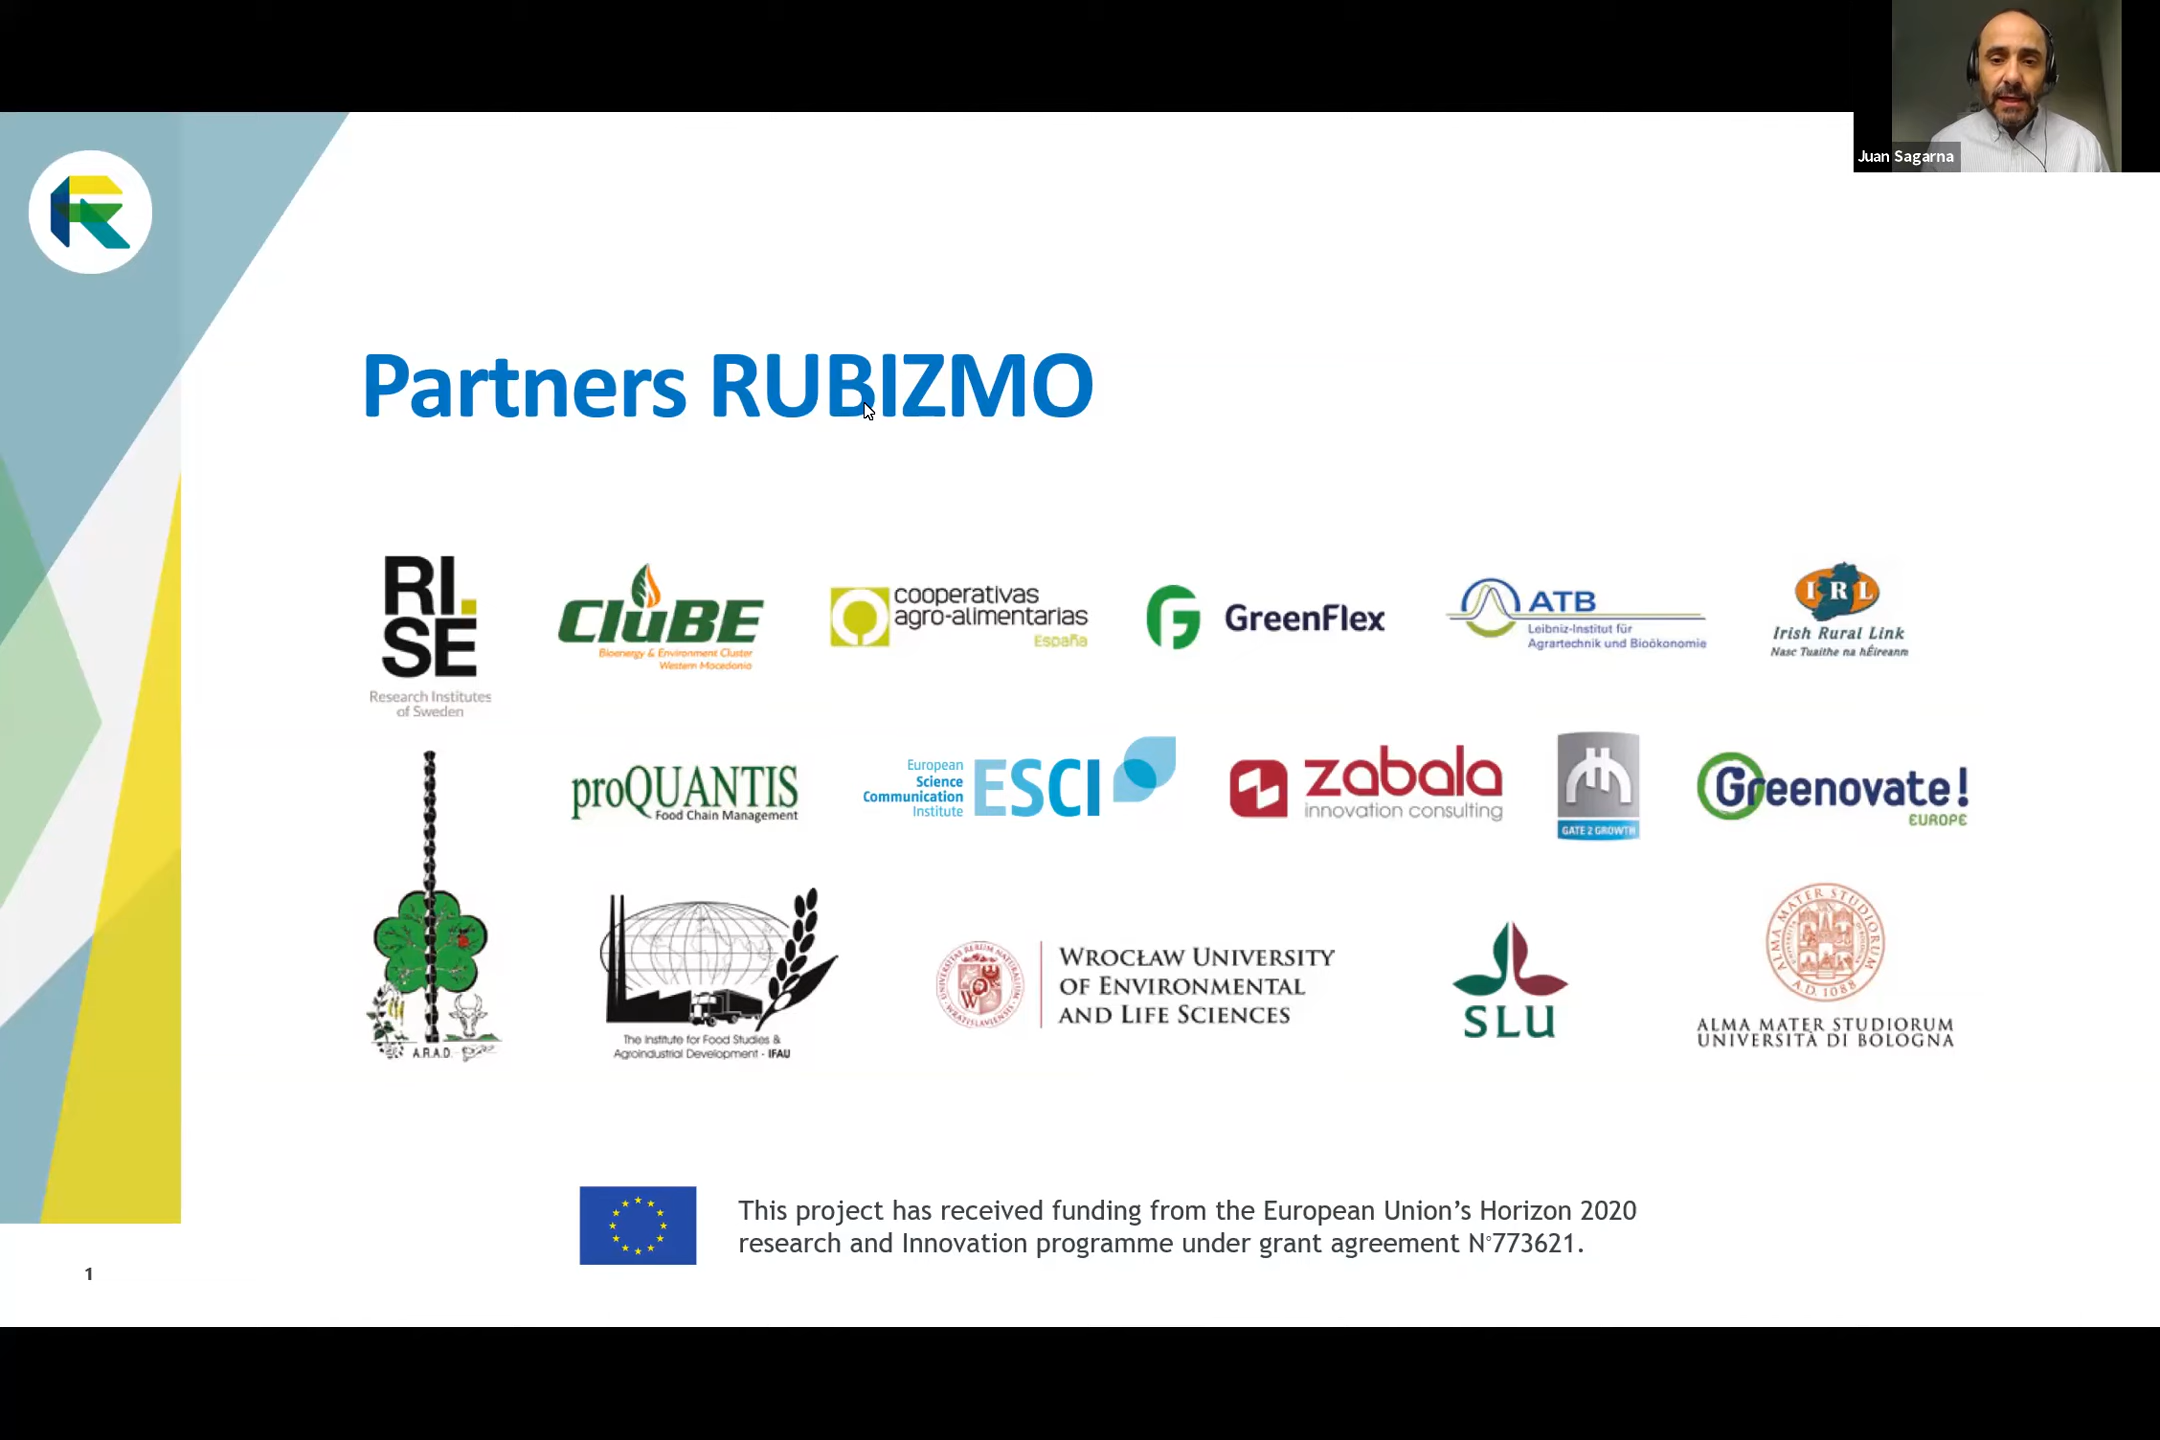 Juan Sagarna
Partners RUBIZMO
RI.
SE
Research Institutes
of Sweden
CluBE
Bioenergy & Environment Cluster
Western Macedonia
cooperativas
agro-alimentarias
España
GreenFlex
ATB
Leibniz-Institut für
Agrartechnik und Bioökonomie
IRL
Irish Rural Link
Nasc Tuaithe na hÉireann
proQUANTIS
Food Chain Management
European
Science
Communication
Institute
ESCI
zabala
innovation consulting
GATE 2 GROWTH
Greenovate!
EUROPE
A.R.A.D.
The Institute for Food Studies &
Agroindustrial Development - IFAU
WROCŁAW UNIVERSITY
OF ENVIRONMENTAL
AND LIFE SCIENCES
SLU
ALMA MATER STUDIORUM
A.D. 1088
ALMA MATER STUDIORUM
UNIVERSITÀ DI BOLOGNA
This project has received funding from the European Union’s Horizon 2020
research and Innovation programme under grant agreement N°773621.
1